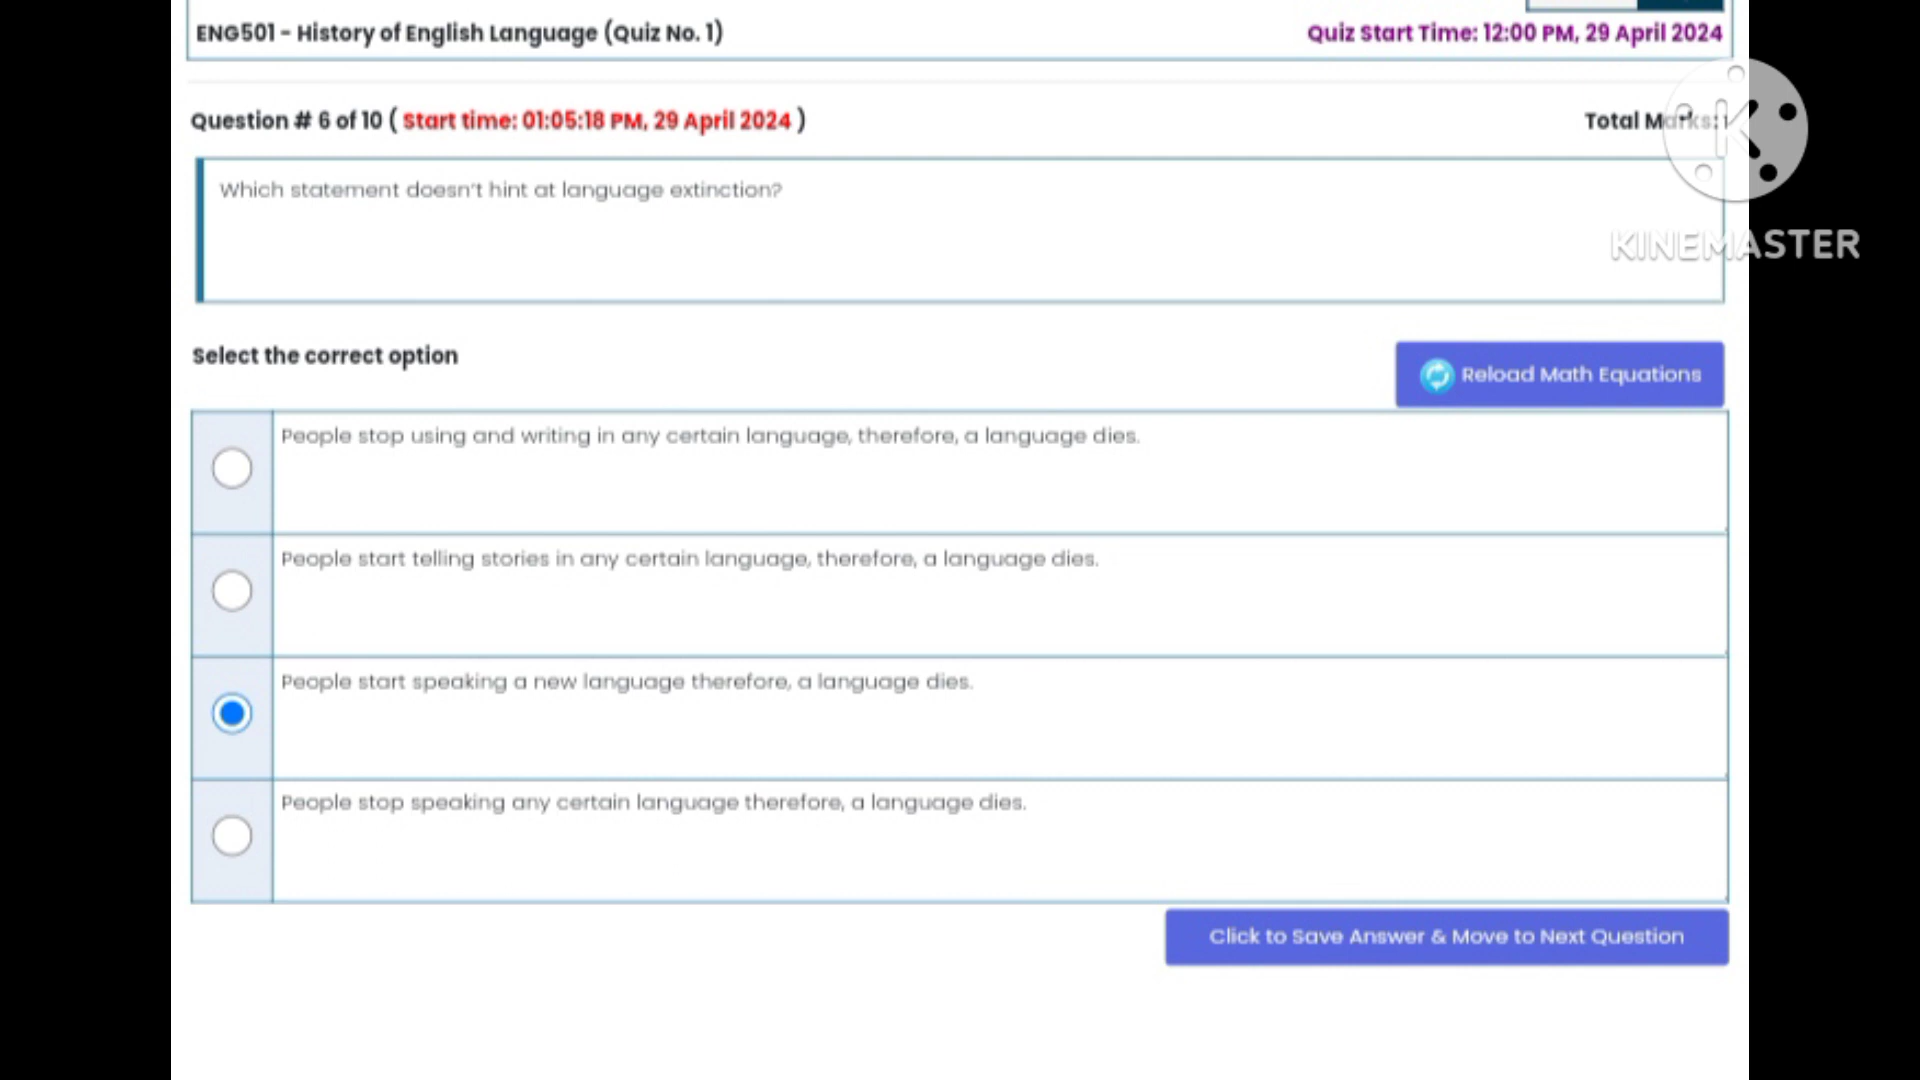 ENG501 - History of English Language (Quiz No. 1)
Quiz Start Time: 12:00 PM, 29 April 2024
Question # 6 of 10 ( Start time: 01:05:18 PM, 29 April 2024 )
Total Marks: 1
Which statement doesn't hint at language extinction?
KINEMASTER
Select the correct option
Reload Math Equations
People stop using and writing in any certain language, therefore, a language dies.
People start telling stories in any certain language, therefore, a language dies.
People start speaking a new language therefore, a language dies.
People stop speaking any certain language therefore, a language dies.
Click to Save Answer & Move to Next Question